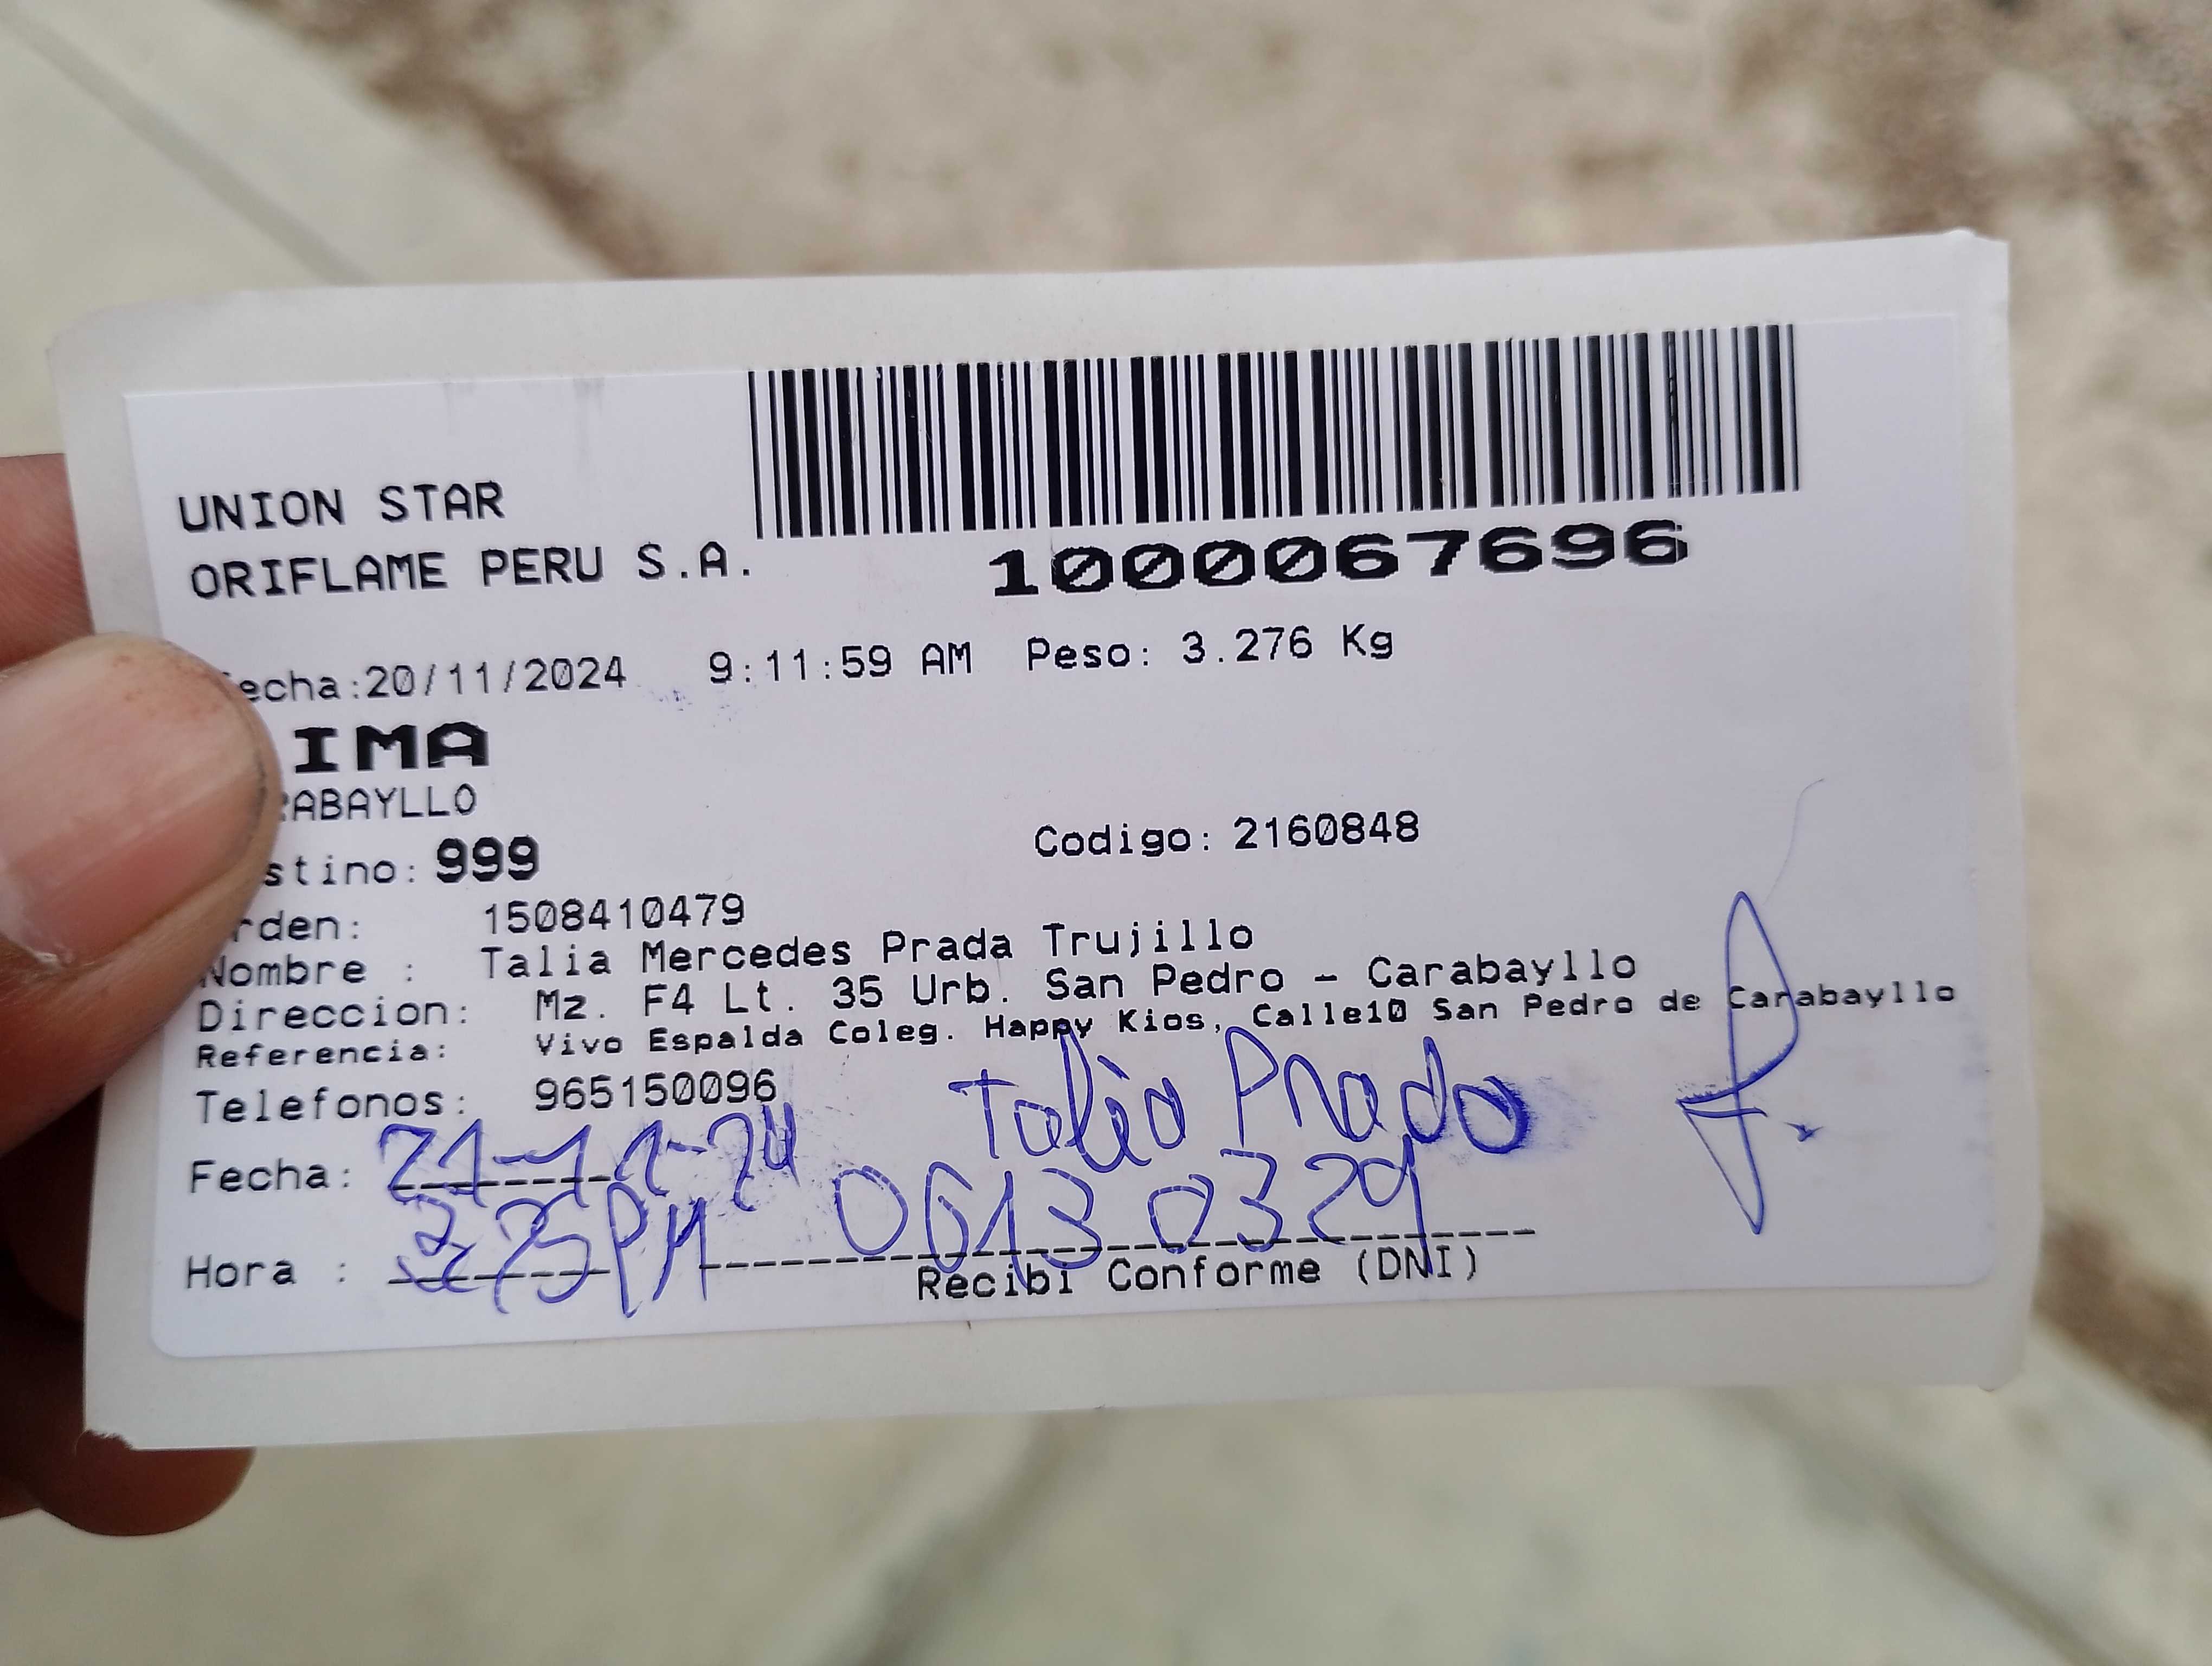 UNION STAR
ORIFLAME PERU S.A.
1000067696
echa:20/11/2024 9:11:59 AM Peso: 3.276 Kg
IMA
RABAYLLO
stino: 999 Codigo: 2160848
rden: 1508410479
Nombre : Talia Mercedes Prada Trujillo
Direccion: Mz. F4 Lt. 35 Urb. San Pedro - Carabayllo
Referencia: Vivo Espalda Coleg. Happy Kios, Calle10 San Pedro de Carabayllo
Telefonos: 965150096
Talia Prado
Fecha: 21-11-24
Hora : PM
Recibi Conforme (DNI)